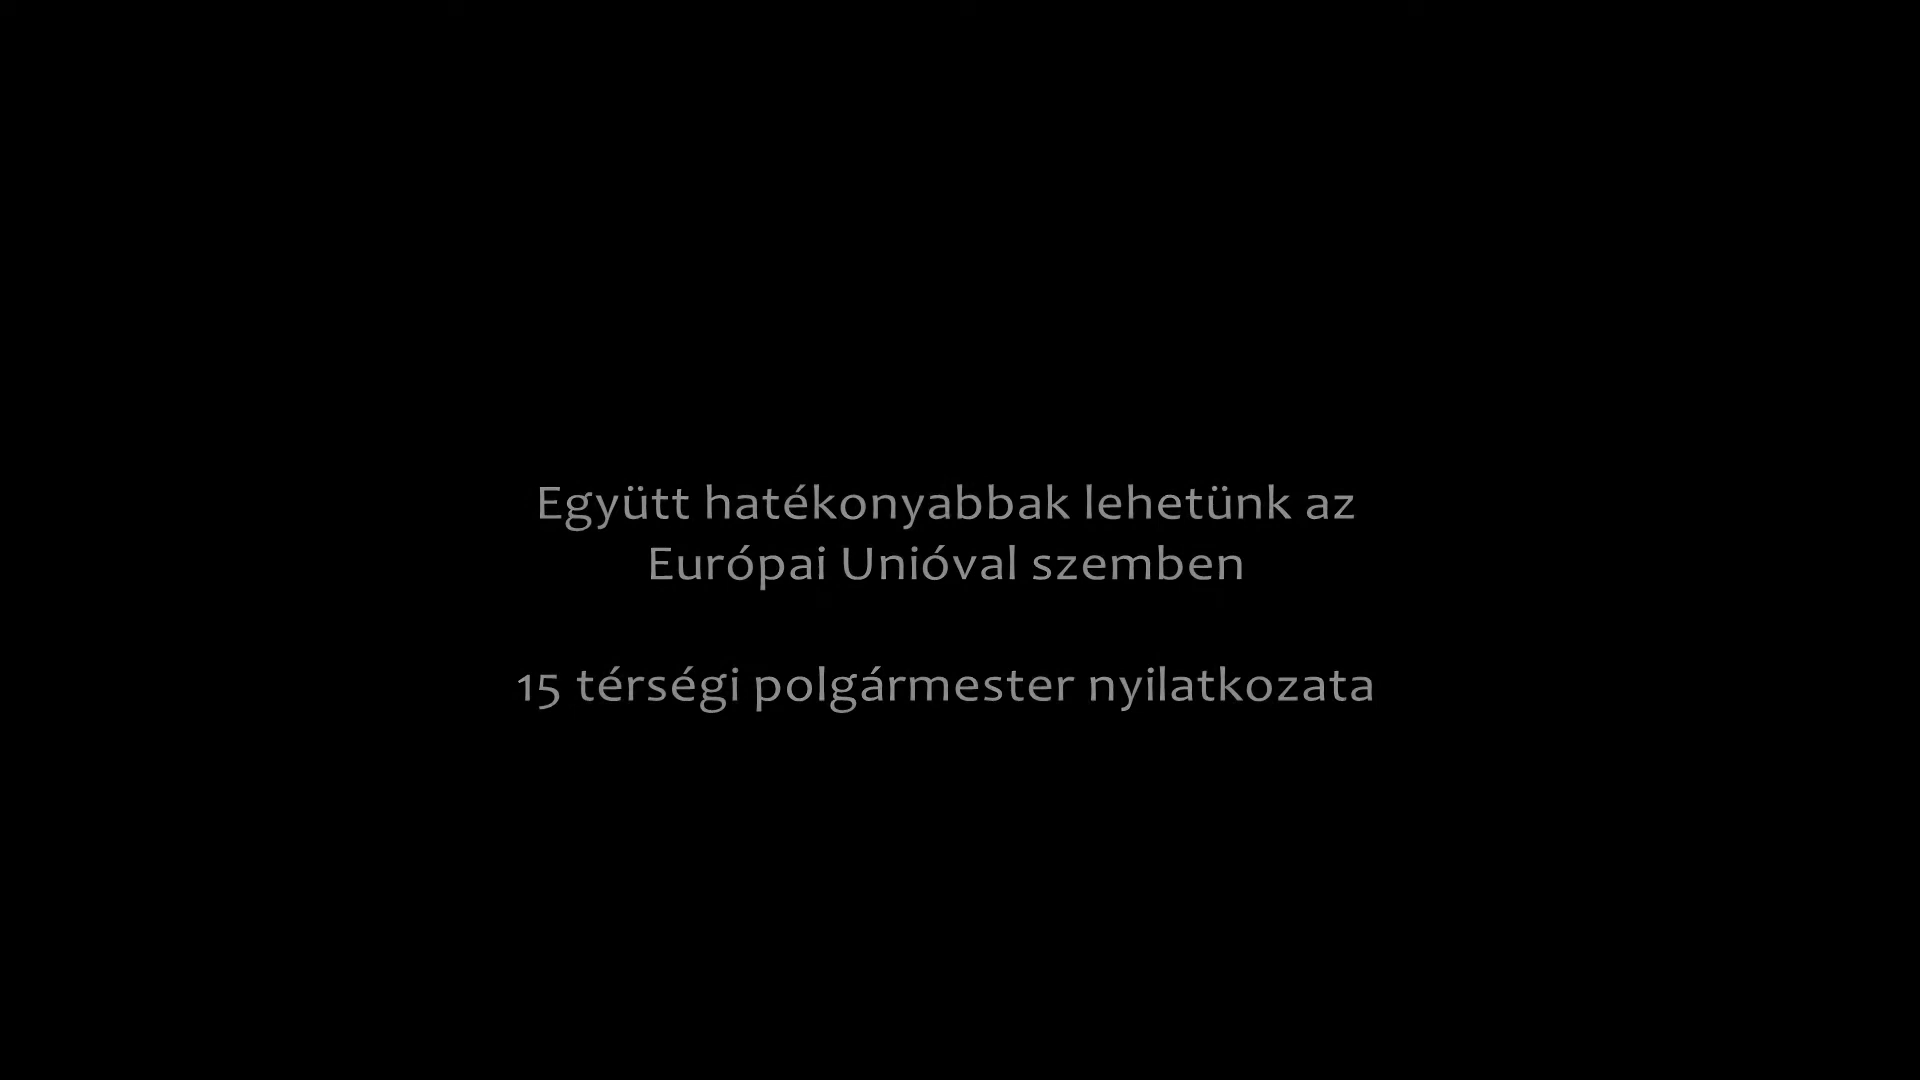 Együtt hatékonyabbak lehetünk az
Európai Unióval szemben
15 térségi polgármester nyilatkozata